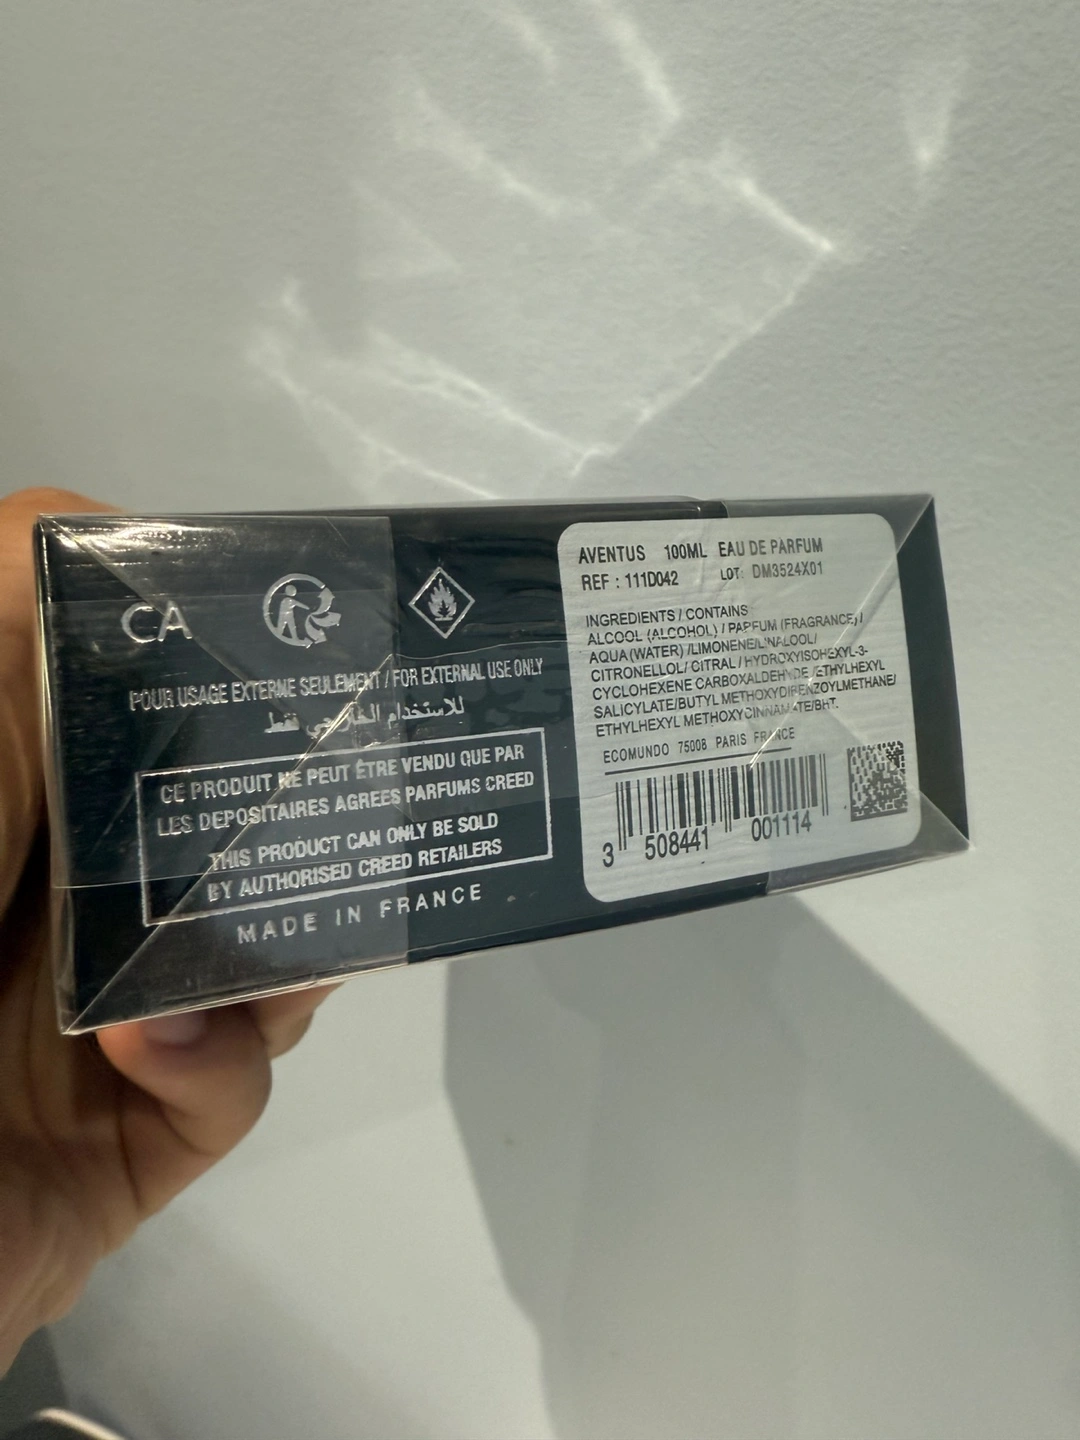 CA
POUR USAGE EXTERNE SEULEMENT / FOR EXTERNAL USE ONLY
للاستخدام الخارجي فقط
CE PRODUIT NE PEUT ÊTRE VENDU QUE PAR
LES DEPOSITAIRES AGREES PARFUMS CREED
THIS PRODUCT CAN ONLY BE SOLD
BY AUTHORISED CREED RETAILERS
MADE IN FRANCE
AVENTUS 100ML EAU DE PARFUM
REF : 111D042 LOT: DM3524X01
INGREDIENTS / CONTAINS
ALCOOL (ALCOHOL) / PARFUM (FRAGRANCE) /
AQUA (WATER) /LIMONENE/LINALOOL/
CITRONELLOL/ CITRAL / HYDROXYISOHEXYL-3-
CYCLOHEXENE CARBOXALDEHYDE /ETHYLHEXYL
SALICYLATE/BUTYL METHOXYDIBENZOYLMETHANE/
ETHYLHEXYL METHOXYCINNAMATE/BHT.
ECOMUNDO 75008 PARIS FRANCE
3 508441 001114